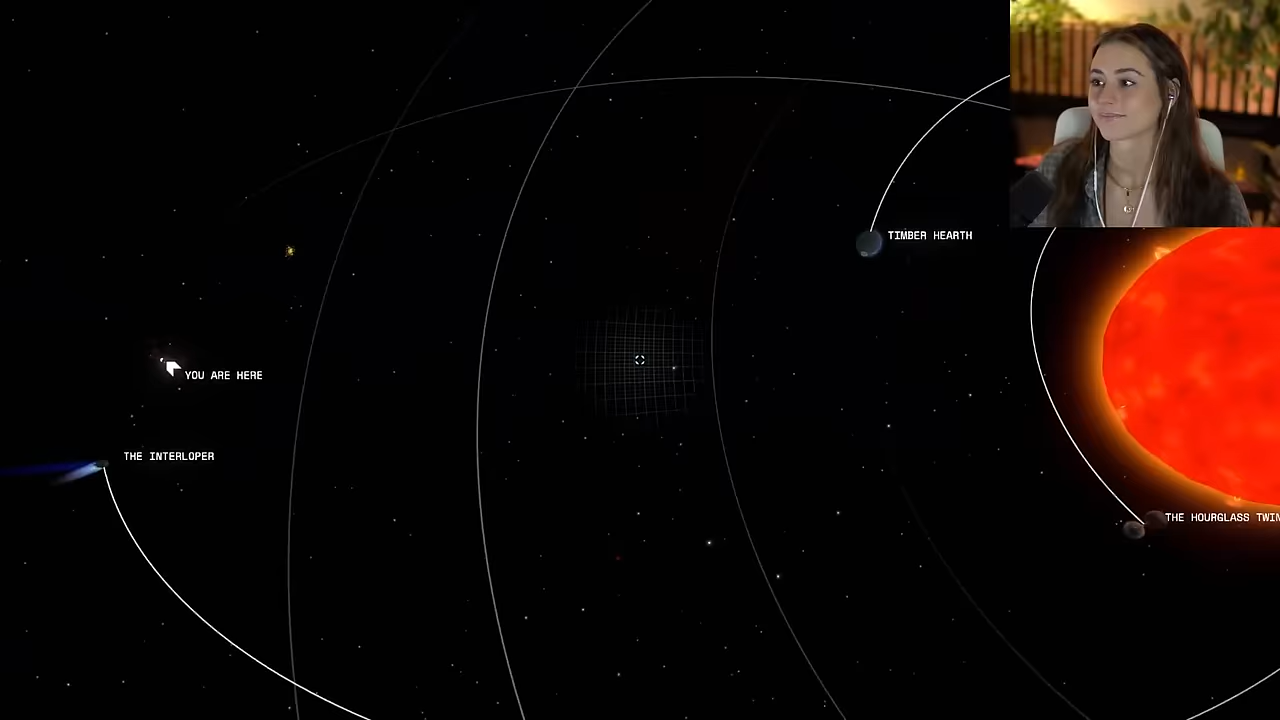 TIMBER HEARTH
YOU ARE HERE
THE INTERLOPER
THE HOURGLASS TWIN